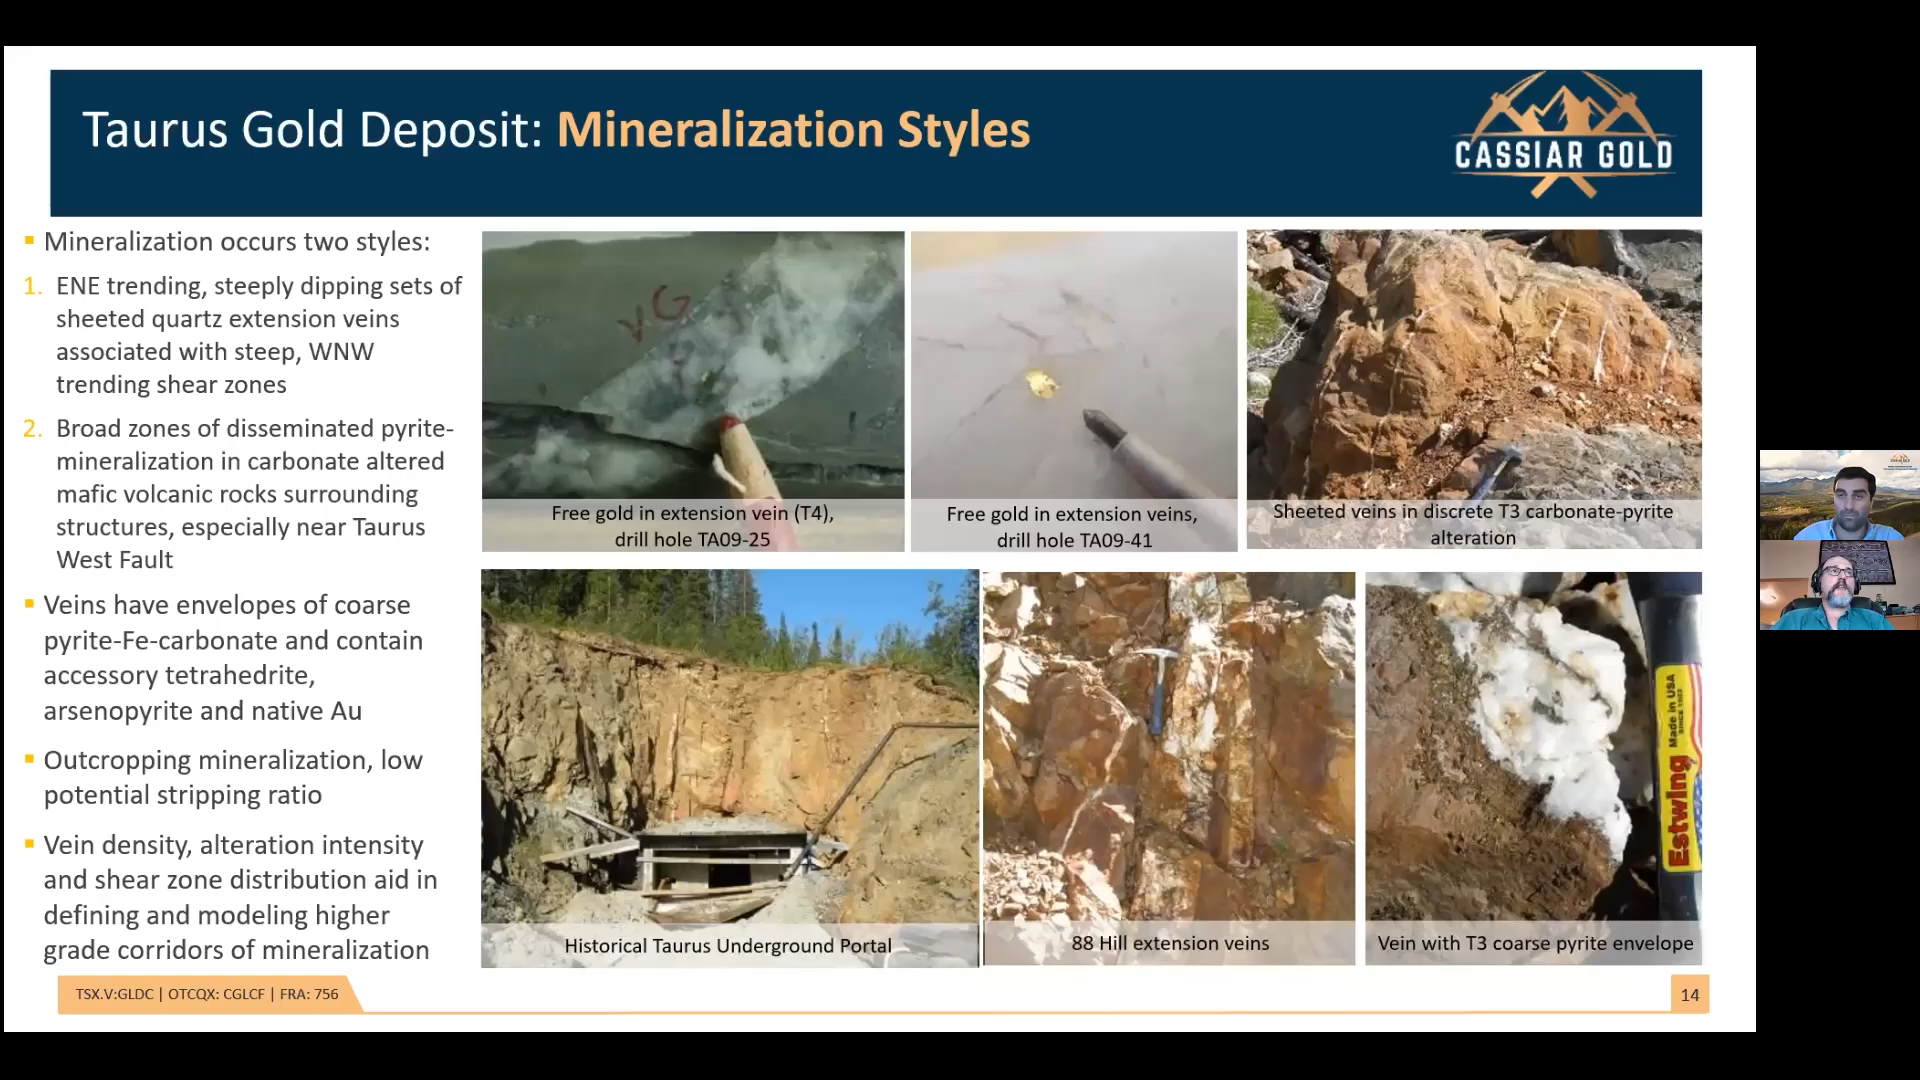 Taurus Gold Deposit: Mineralization Styles
CASSIAR GOLD
▪ Mineralization occurs two styles:
1. ENE trending, steeply dipping sets of
sheeted quartz extension veins
associated with steep, WNW
trending shear zones
2. Broad zones of disseminated pyrite-
mineralization in carbonate altered
mafic volcanic rocks surrounding
structures, especially near Taurus
West Fault
▪ Veins have envelopes of coarse
pyrite-Fe-carbonate and contain
accessory tetrahedrite,
arsenopyrite and native Au
▪ Outcropping mineralization, low
potential stripping ratio
▪ Vein density, alteration intensity
and shear zone distribution aid in
defining and modeling higher
grade corridors of mineralization
VG
Free gold in extension vein (T4),
drill hole TA09-25
Free gold in extension veins,
drill hole TA09-41
Sheeted veins in discrete T3 carbonate-pyrite
alteration
Historical Taurus Underground Portal
88 Hill extension veins
Estwing
Made in USA
SINCE 1923
Vein with T3 coarse pyrite envelope
TSX.V:GLDC | OTCQX: CGLCF | FRA: 756
14